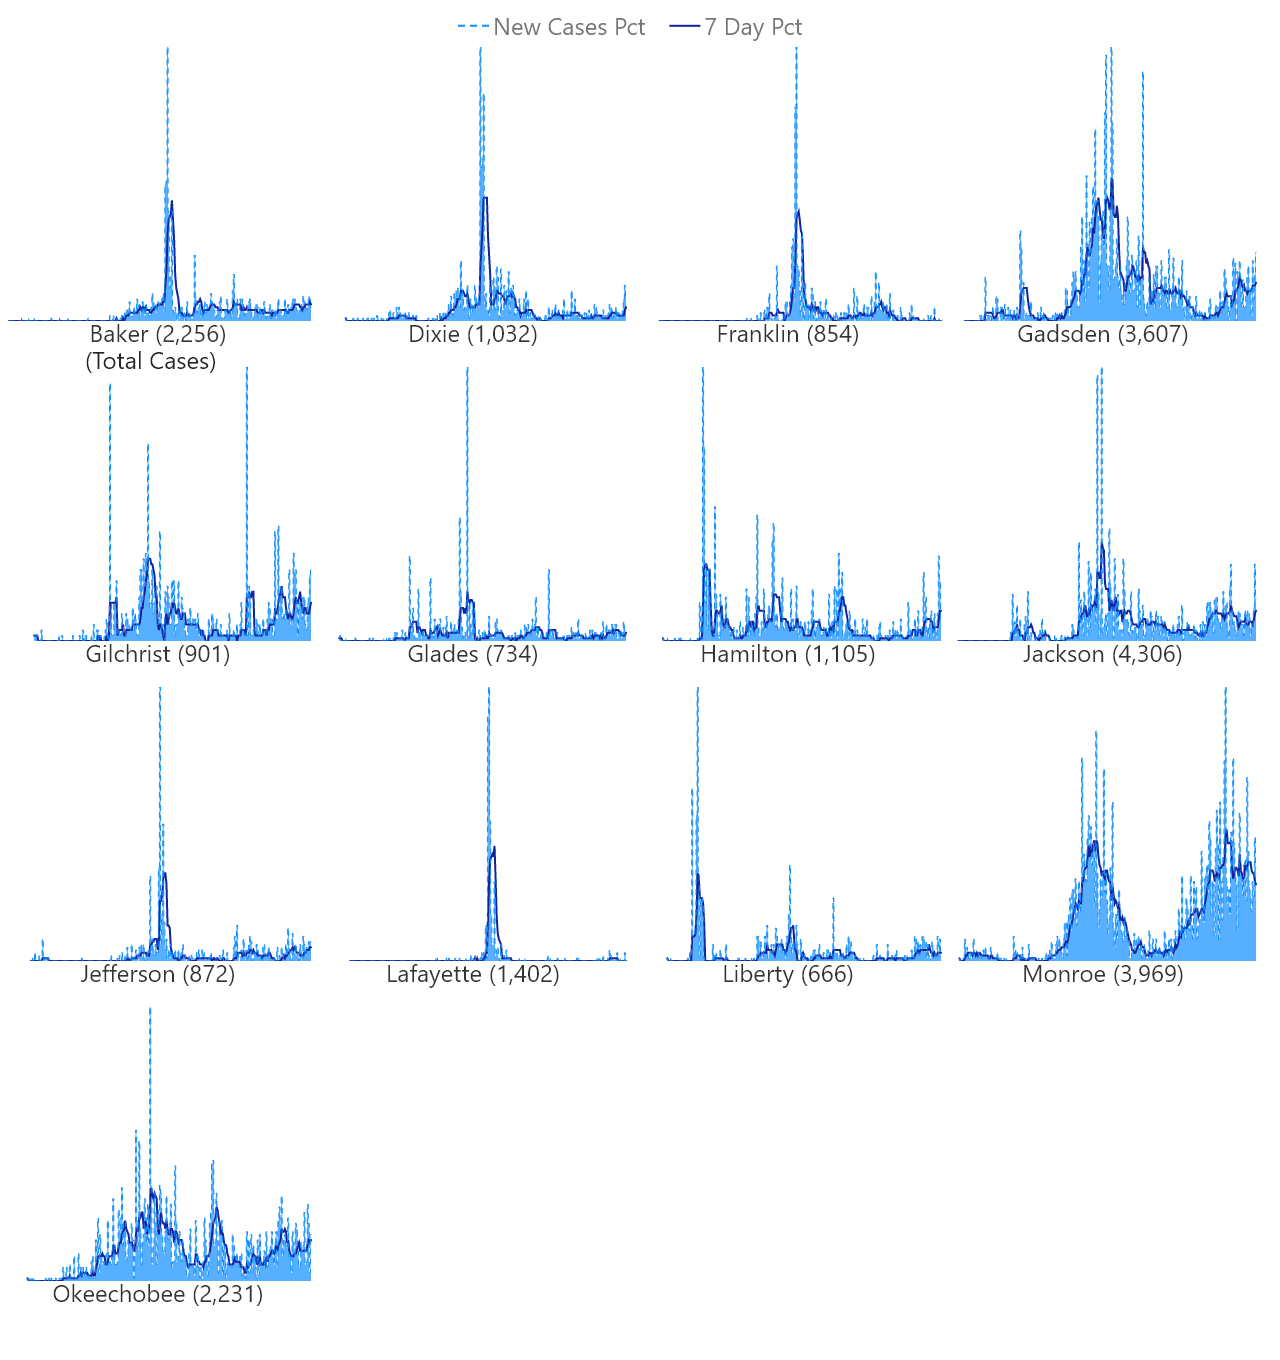 New Cases Pct 7 Day Pct
Baker (2,256)
(Total Cases)
Dixie (1,032)
Franklin (854)
Gadsden (3,607)
Gilchrist (901)
Glades (734)
Hamilton (1,105)
Jackson (4,306)
Jefferson (872)
Lafayette (1,402)
Liberty (666)
Monroe (3,969)
Okeechobee (2,231)